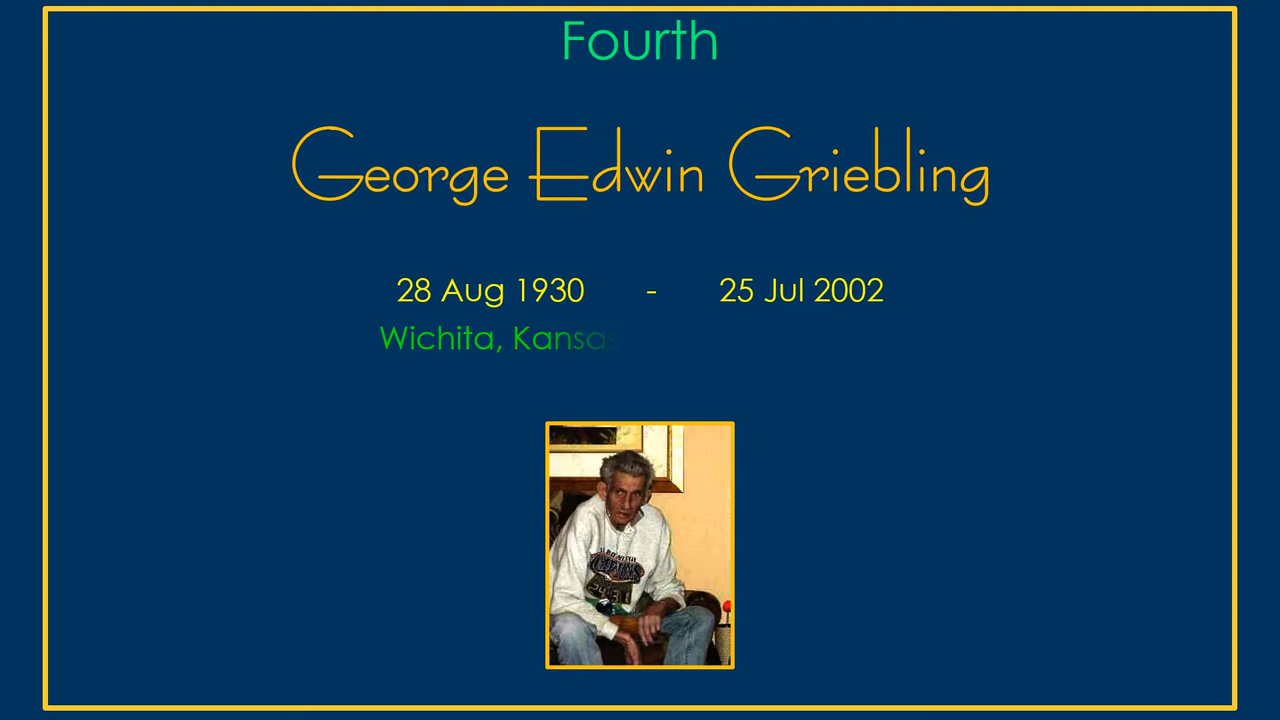 Fourth
George Edwin Griebling
28 Aug 1930 - 25 Jul 2002
Wichita, Kansas